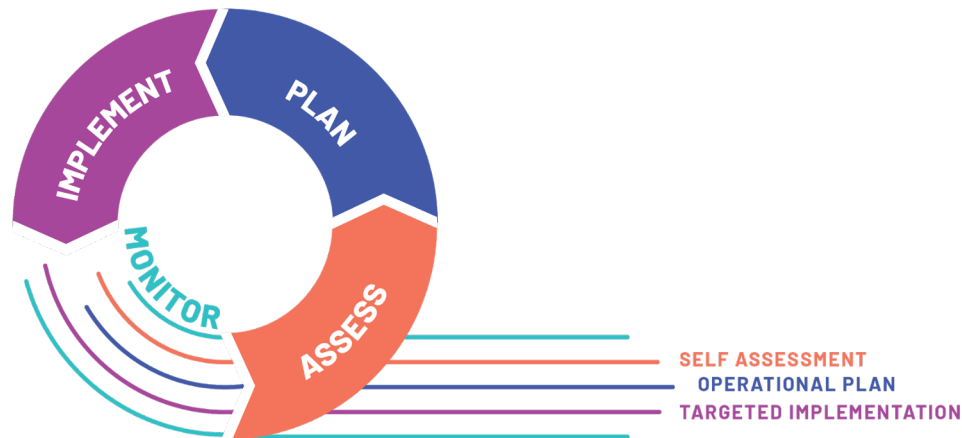 IMPLEMENT
PLAN
MONITOR
ASSESS
SELF ASSESSMENT
OPERATIONAL PLAN
TARGETED IMPLEMENTATION